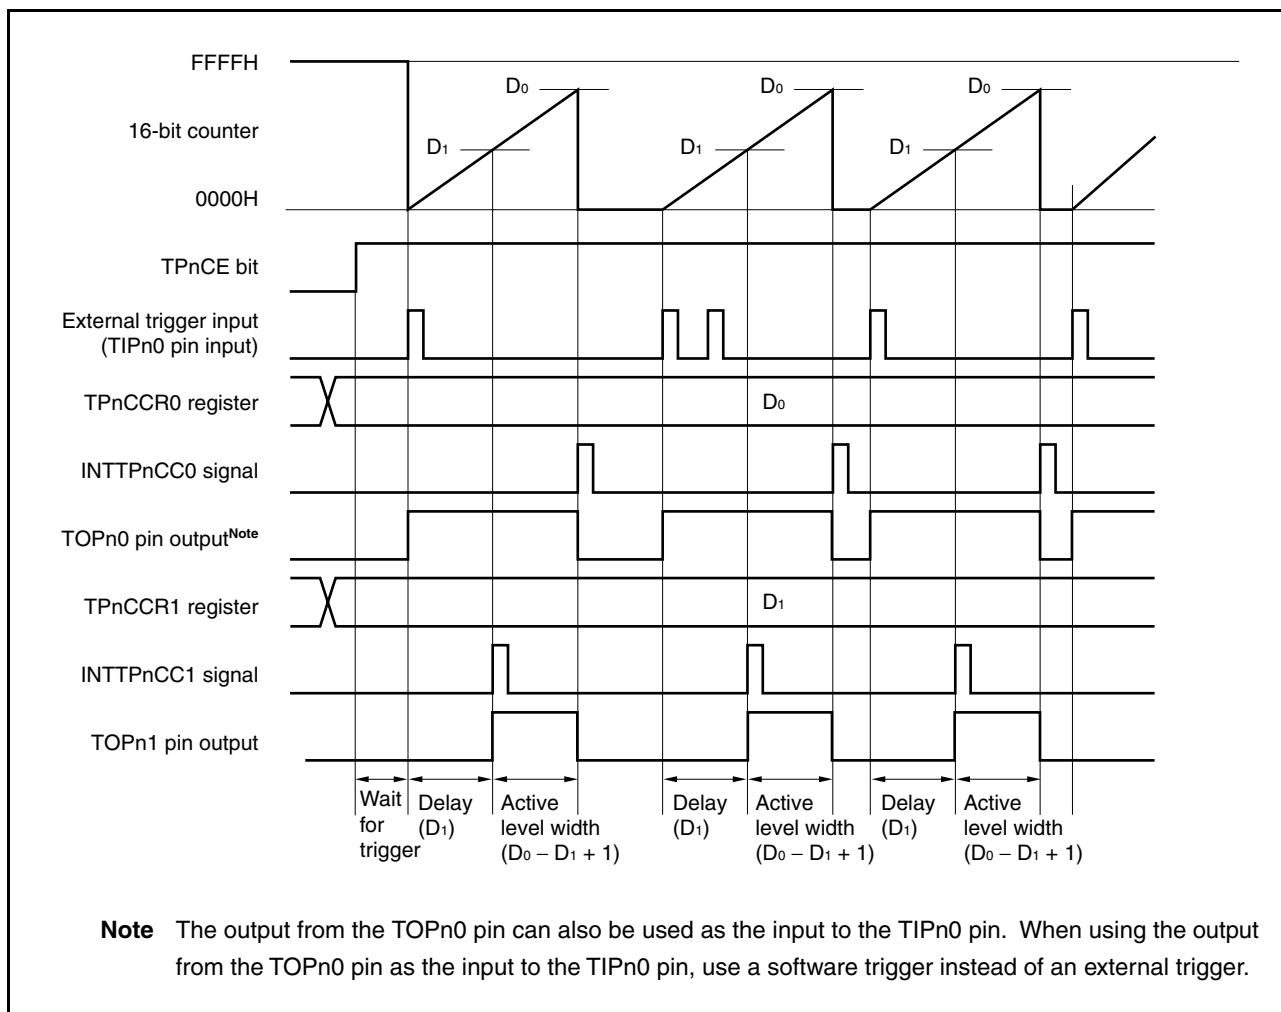 FFFFH
D0 D0 D0
16-bit counter
D1 D1 D1
0000H
TPnCE bit
External trigger input
(TIPn0 pin input)
TPnCCR0 register
D0
INTTPnCC0 signal
TOPn0 pin outputNote
TPnCCR1 register
D1
INTTPnCC1 signal
TOPn1 pin output
Wait
for
trigger
Delay
(D1)
Active
level width
(D0 – D1 + 1)
Delay
(D1)
Active
level width
(D0 – D1 + 1)
Delay
(D1)
Active
level width
(D0 – D1 + 1)
Note The output from the TOPn0 pin can also be used as the input to the TIPn0 pin. When using the output
from the TOPn0 pin as the input to the TIPn0 pin, use a software trigger instead of an external trigger.